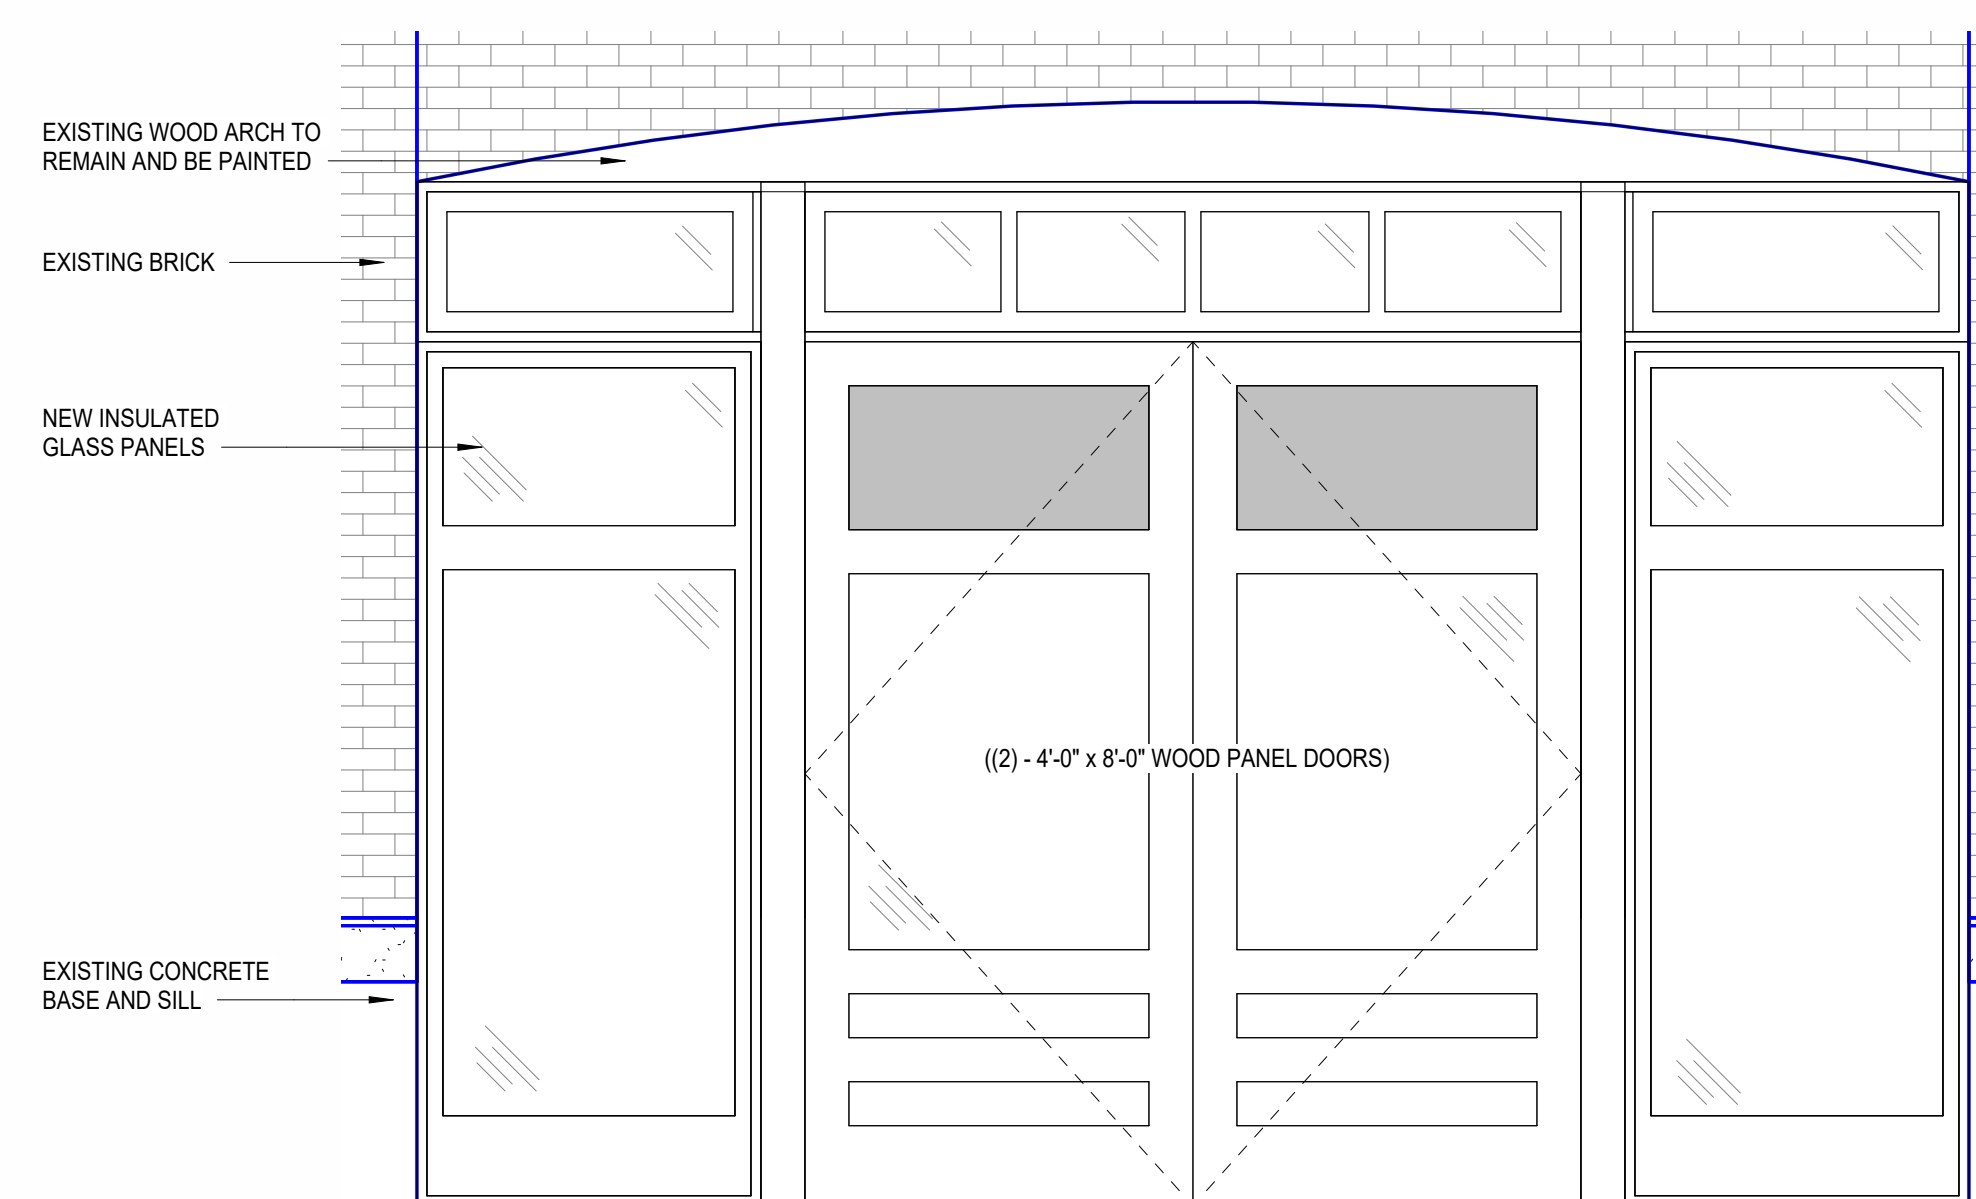 EXISTING WOOD ARCH TO
REMAIN AND BE PAINTED
EXISTING BRICK
NEW INSULATED
GLASS PANELS
((2) - 4'-0" x 8'-0" WOOD PANEL DOORS)
EXISTING CONCRETE
BASE AND SILL